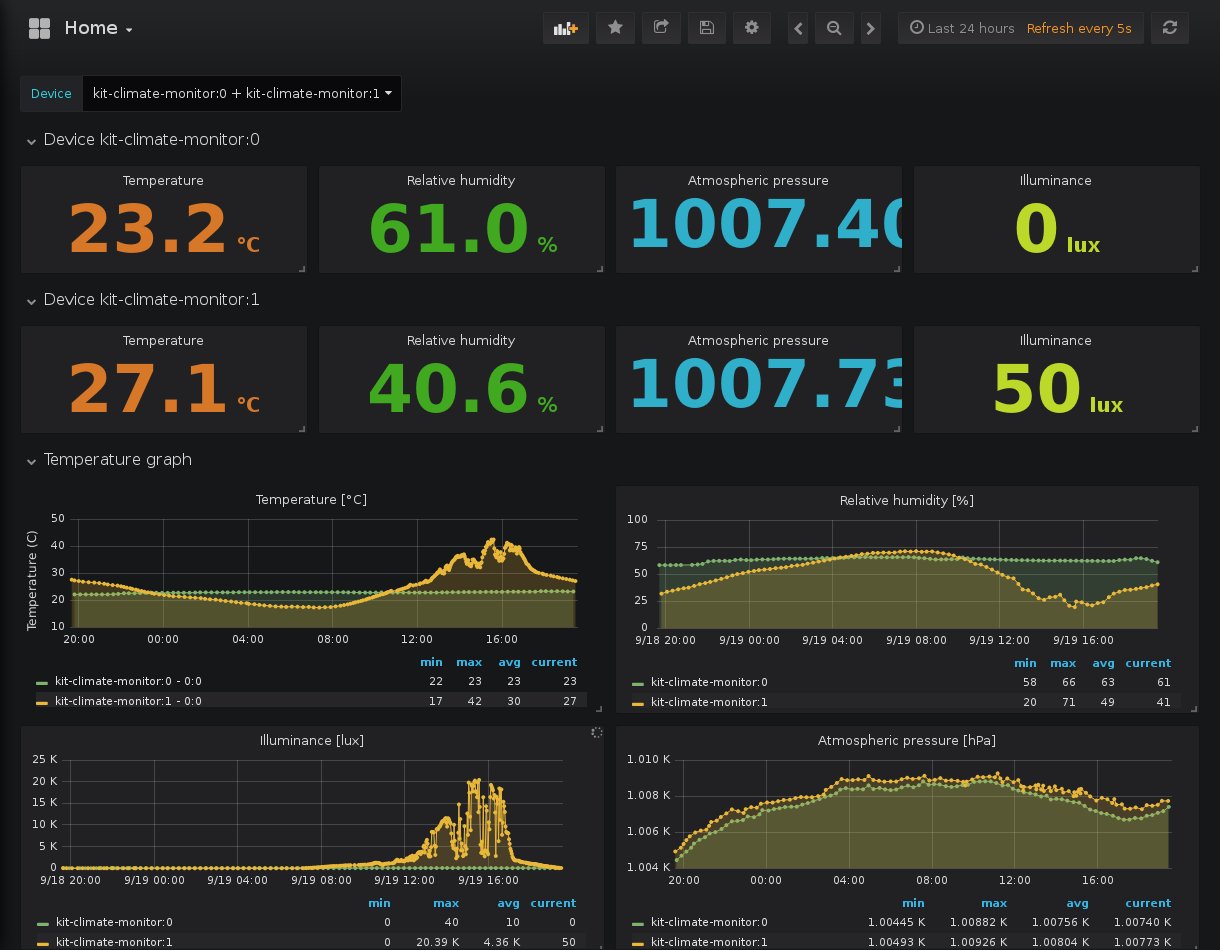 Home
Last 24 hours Refresh every 5s
Device kit-climate-monitor:0 + kit-climate-monitor:1
Device kit-climate-monitor:0
Temperature Relative humidity Atmospheric pressure Illuminance
23.2 °C 61.0 % 1007.40 0 lux
Device kit-climate-monitor:1
Temperature Relative humidity Atmospheric pressure Illuminance
27.1 °C 40.6 % 1007.73 50 lux
Temperature graph
Temperature [°C]
Temperature (C)
50
40
30
20
10
20:00 00:00 04:00 08:00 12:00 16:00
min max avg current
kit-climate-monitor:0 - 0:0 22 23 23 23
kit-climate-monitor:1 - 0:0 17 42 30 27
Relative humidity [%]
100
75
50
25
0
9/18 20:00 9/19 00:00 9/19 04:00 9/19 08:00 9/19 12:00 9/19 16:00
min max avg current
kit-climate-monitor:0 58 66 63 61
kit-climate-monitor:1 20 71 49 41
Illuminance [lux]
25 K
20 K
15 K
10 K
5 K
0
9/18 20:00 9/19 00:00 9/19 04:00 9/19 08:00 9/19 12:00 9/19 16:00
min max avg current
kit-climate-monitor:0 0 40 10 0
kit-climate-monitor:1 0 20.39 K 4.36 K 50
Atmospheric pressure [hPa]
1.010 K
1.008 K
1.006 K
1.004 K
20:00 00:00 04:00 08:00 12:00 16:00
min max avg current
kit-climate-monitor:0 1.00445 K 1.00882 K 1.00756 K 1.00740 K
kit-climate-monitor:1 1.00493 K 1.00926 K 1.00804 K 1.00773 K